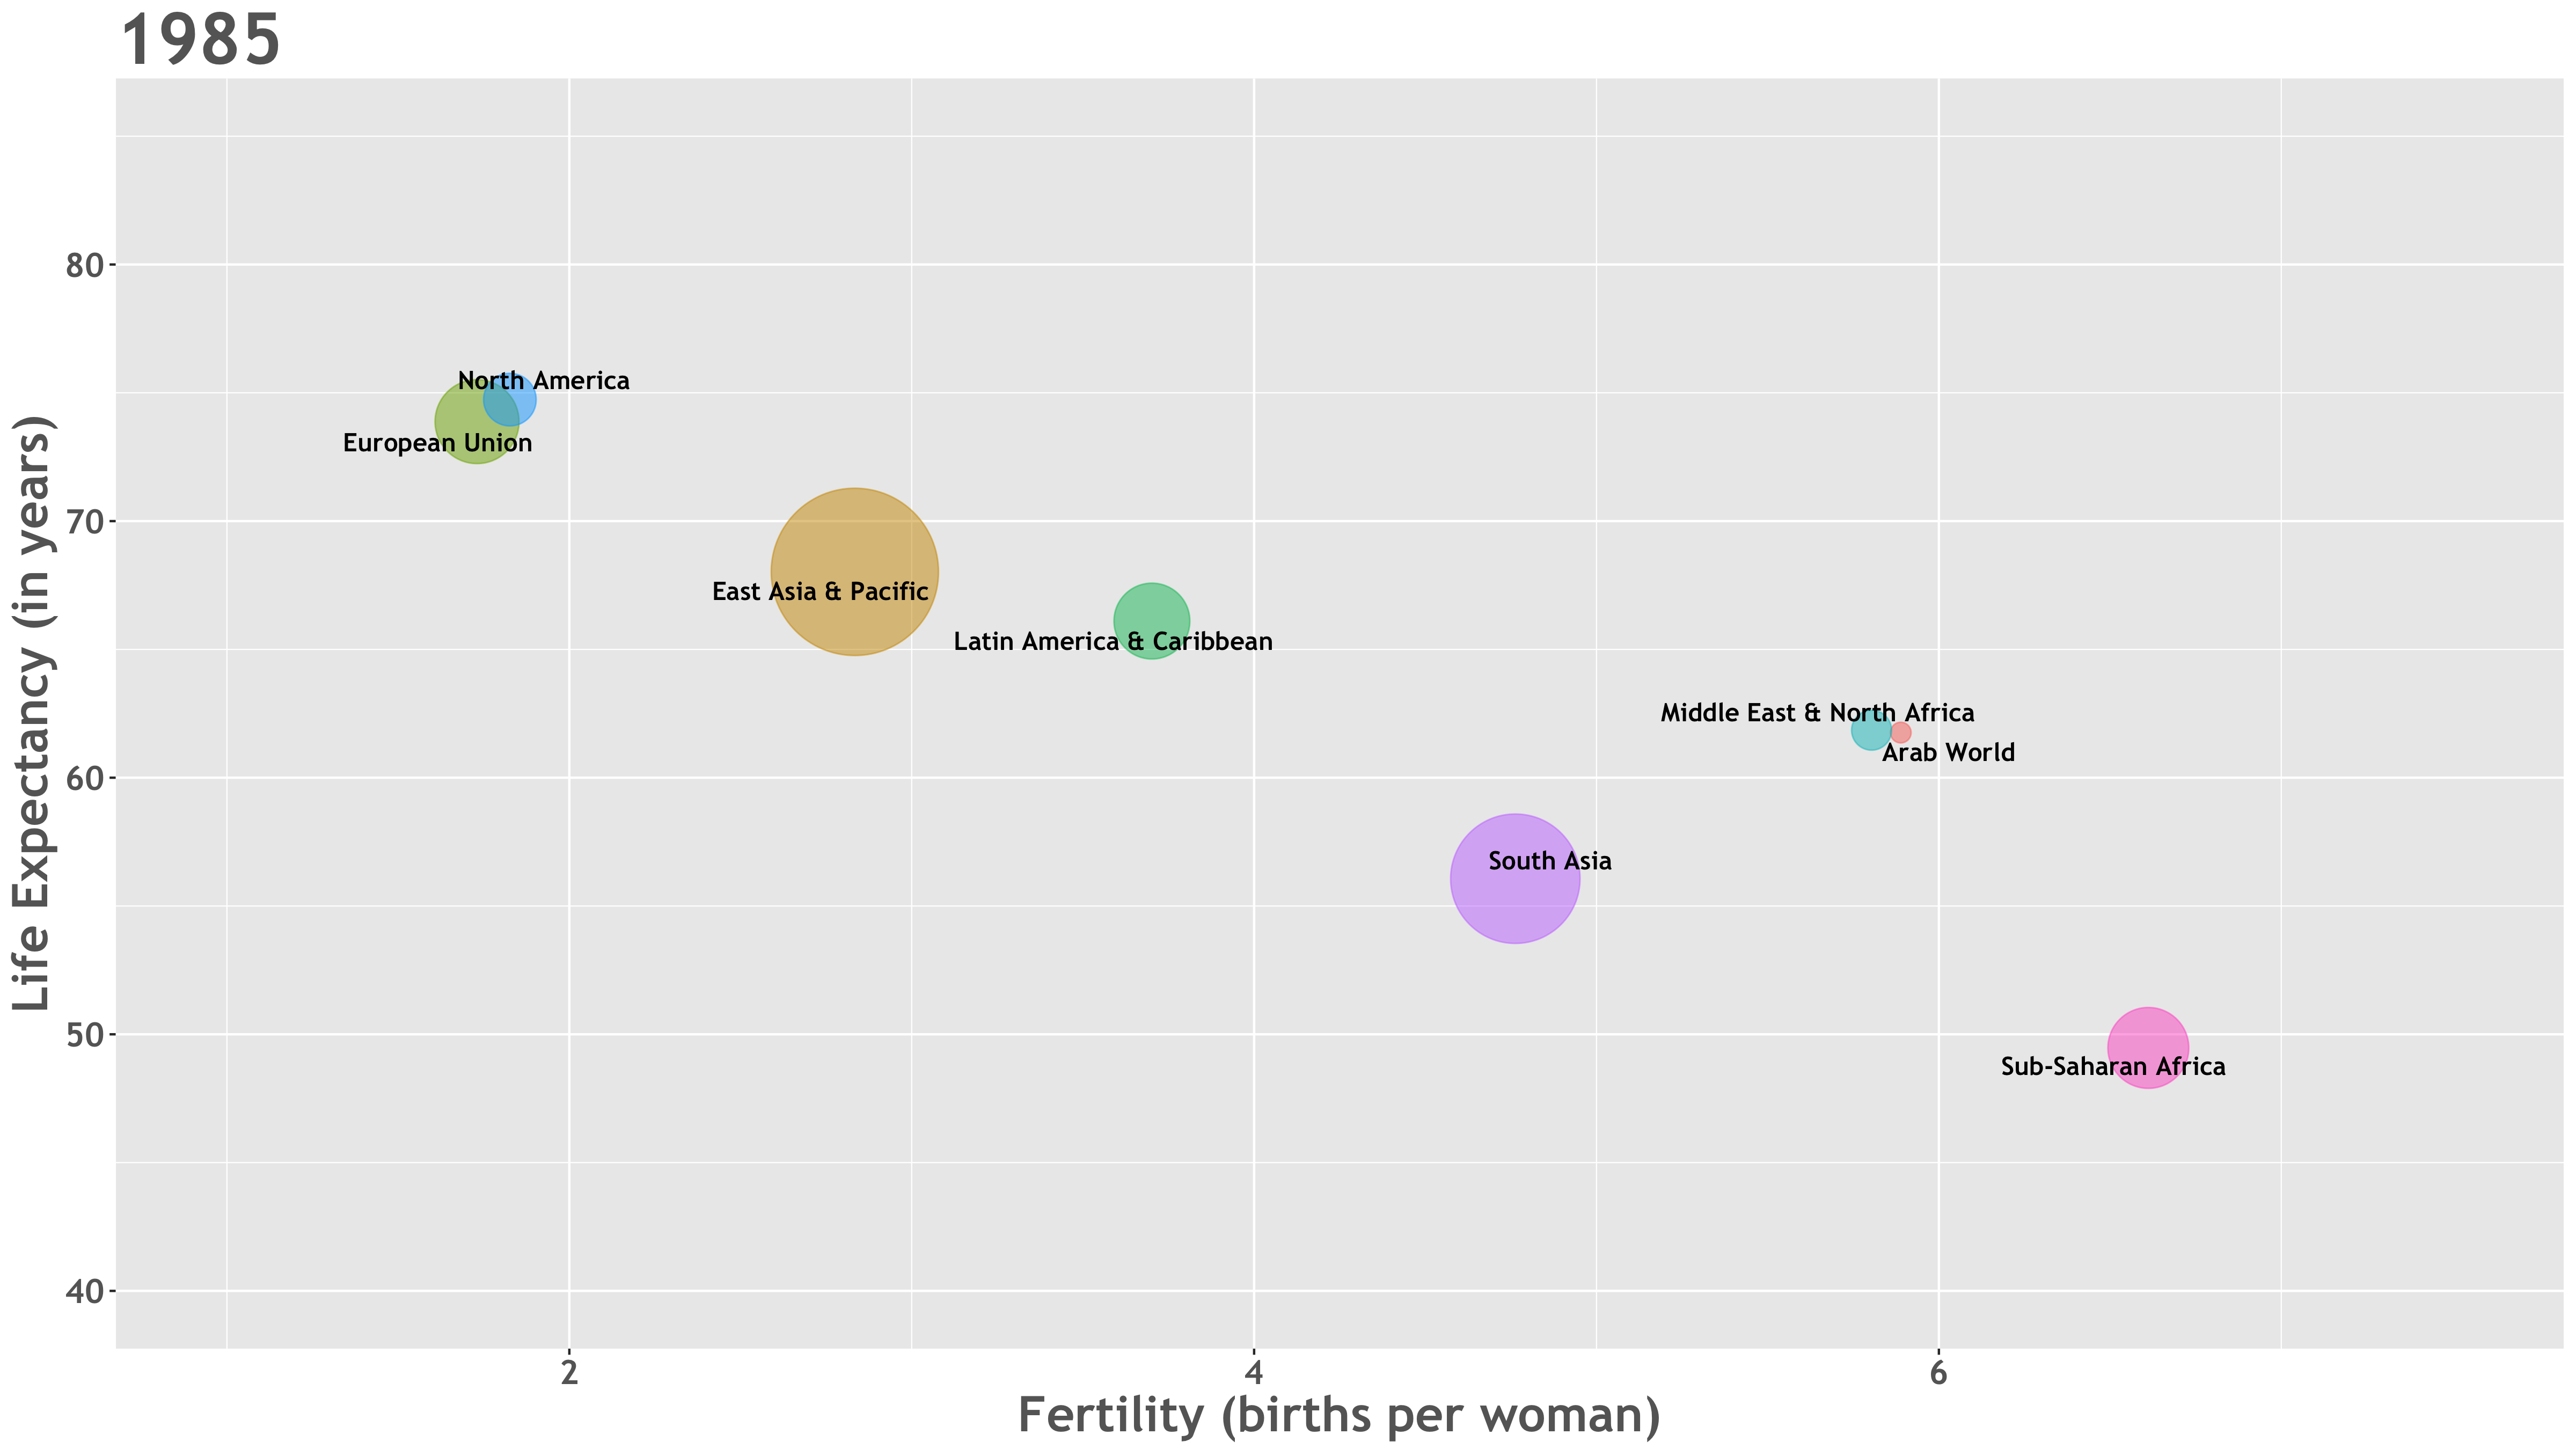 1985
Life Expectancy (in years)
80
70
60
50
40
North America
European Union
East Asia & Pacific
Latin America & Caribbean
Middle East & North Africa
Arab World
South Asia
Sub-Saharan Africa
2
4
6
Fertility (births per woman)